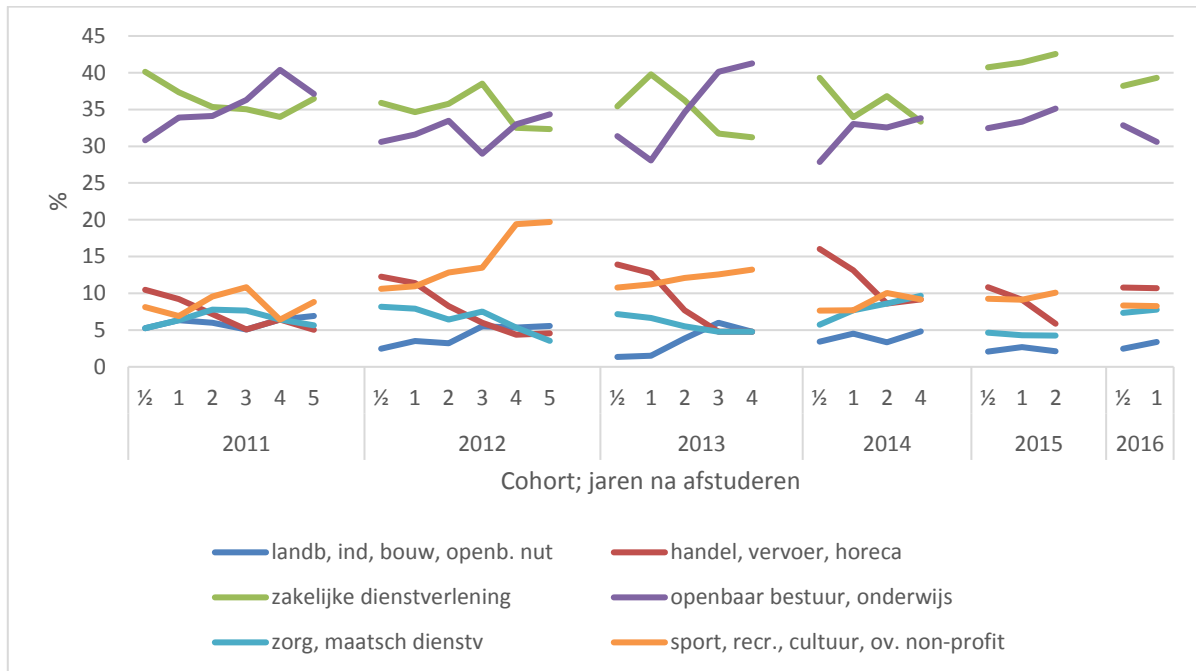 45
40
35
30
25
20
15
10
5
0
%
½ 1 2 3 4 5 ½ 1 2 3 4 5 ½ 1 2 3 4 ½ 1 2 4 ½ 1 2 ½ 1
2011 2012 2013 2014 2015 2016
Cohort; jaren na afstuderen
landb, ind, bouw, openb. nut handel, vervoer, horeca
zakelijke dienstverlening openbaar bestuur, onderwijs
zorg, maatsch dienstv sport, recr., cultuur, ov. non-profit